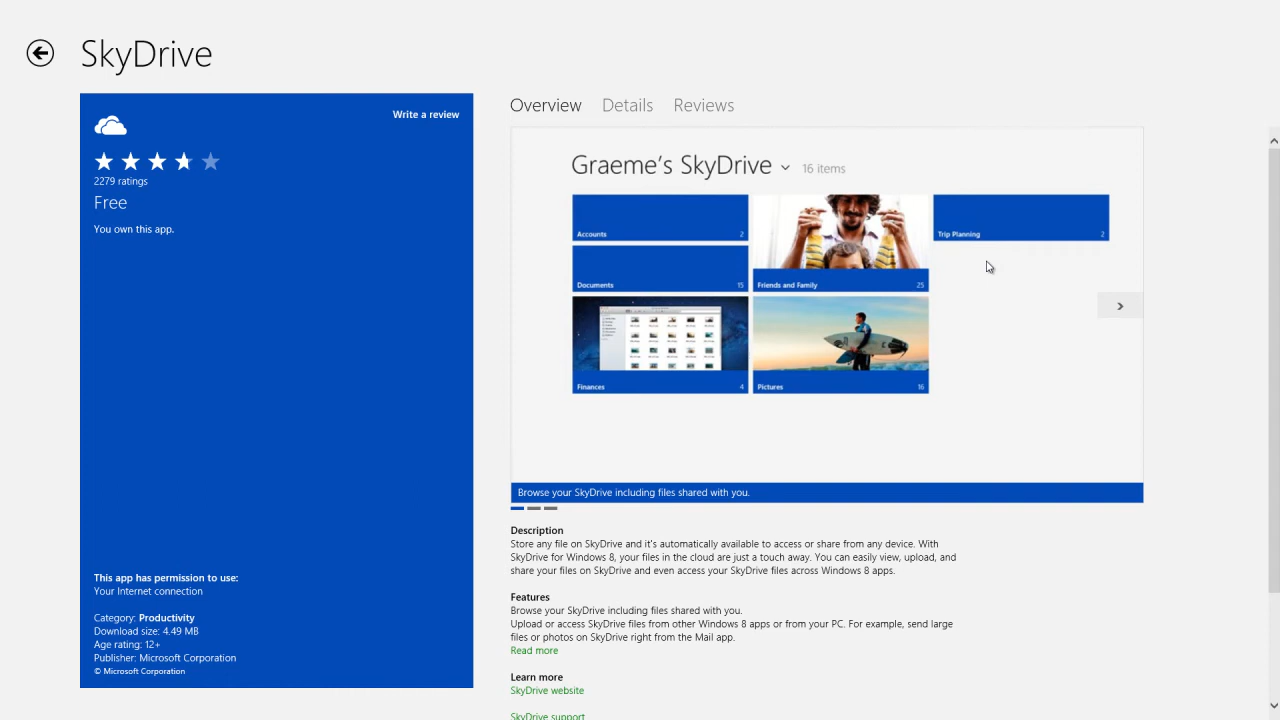 SkyDrive
Write a review
2279 ratings
Free
You own this app.
This app has permission to use:
Your Internet connection
Category: Productivity
Download size: 4.49 MB
Age rating: 12+
Publisher: Microsoft Corporation
© Microsoft Corporation
Overview Details Reviews
Graeme's SkyDrive 16 items
Accounts 2
Trip Planning 2
Documents 15
Friends and Family 25
Finances 4
Pictures 16
Browse your SkyDrive including files shared with you.
Description
Store any file on SkyDrive and it's automatically available to access or share from any device. With
SkyDrive for Windows 8, your files in the cloud are just a touch away. You can easily view, upload, and
share your files on SkyDrive and even access your SkyDrive files across Windows 8 apps.
Features
Browse your SkyDrive including files shared with you.
Upload or access SkyDrive files from other Windows 8 apps or from your PC. For example, send large
files or photos on SkyDrive right from the Mail app.
Read more
Learn more
SkyDrive website
SkyDrive support